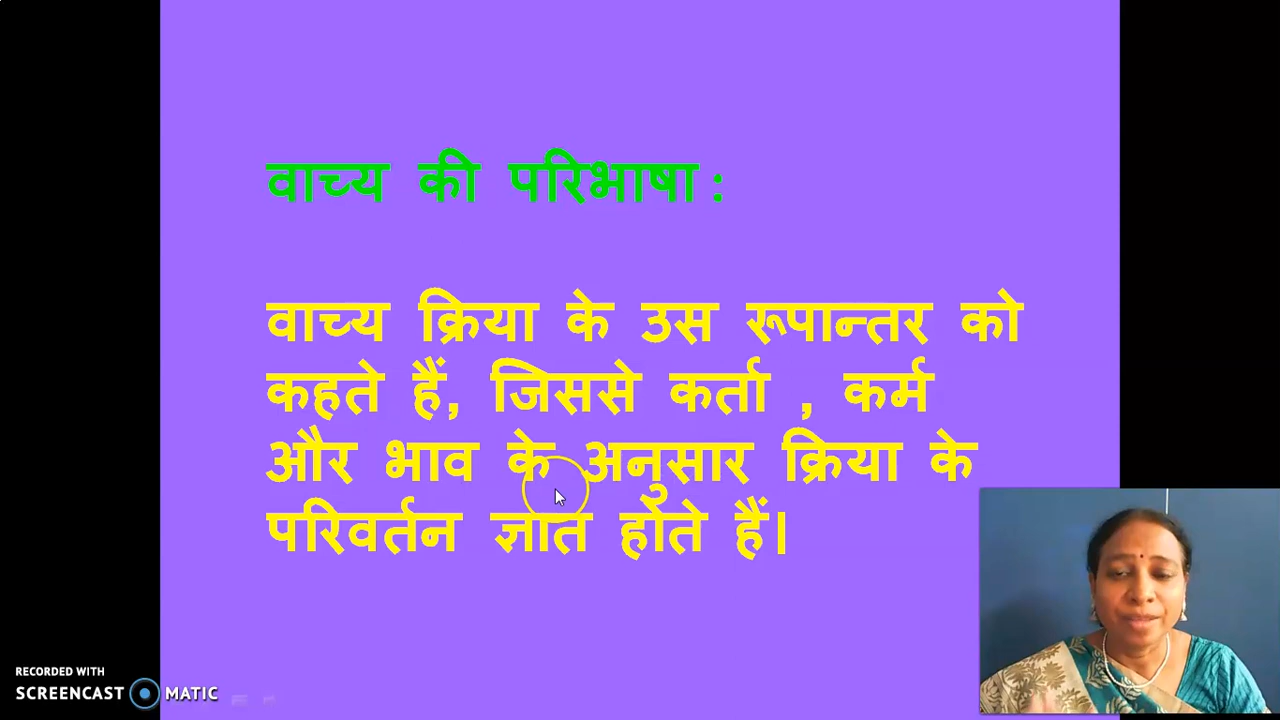 वाच्य की परिभाषा :
वाच्य क्रिया के उस रूपान्तर को
कहते हैं, जिससे कर्ता , कर्म
और भाव के अनुसार क्रिया के
परिवर्तन ज्ञात होते हैं।
RECORDED WITH
SCREENCAST MATIC